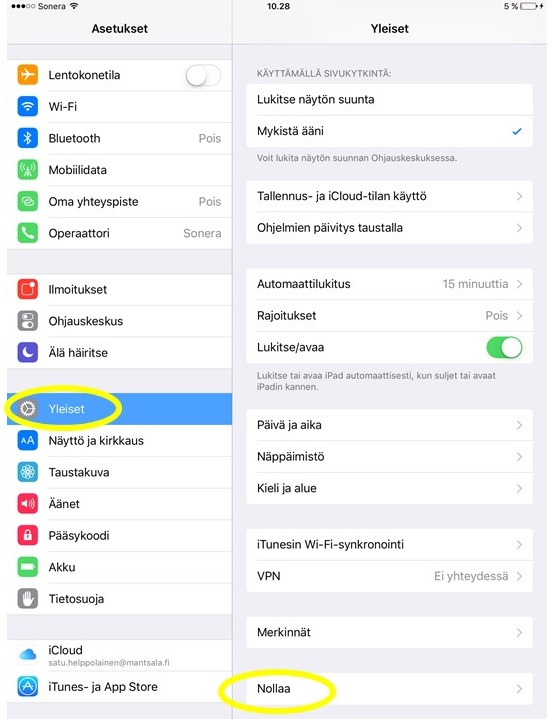 Sonera
10.28
5 %
Asetukset
Yleiset
Lentokonetila
Wi-Fi
Bluetooth Pois
Mobiilidata
Oma yhteyspiste Pois
Operaattori Sonera
Ilmoitukset
Ohjauskeskus
Älä häiritse
Yleiset
AA Näyttö ja kirkkaus
Taustakuva
Äänet
Pääsykoodi
Akku
Tietosuoja
iCloud
satu.helppolainen@mantsala.fi
iTunes- ja App Store
KÄYTTÄMÄLLÄ SIVUKYTKINTÄ:
Lukitse näytön suunta
Mykistä ääni
Voit lukita näytön suunnan Ohjauskeskuksessa.
Tallennus- ja iCloud-tilan käyttö
Ohjelmien päivitys taustalla
Automaattilukitus 15 minuuttia
Rajoitukset Pois
Lukitse/avaa
Lukitse tai avaa iPad automaattisesti, kun suljet tai avaat
iPadin kannen.
Päivä ja aika
Näppäimistö
Kieli ja alue
iTunesin Wi-Fi-synkronointi
VPN Ei yhteydessä
Merkinnät
Nollaa